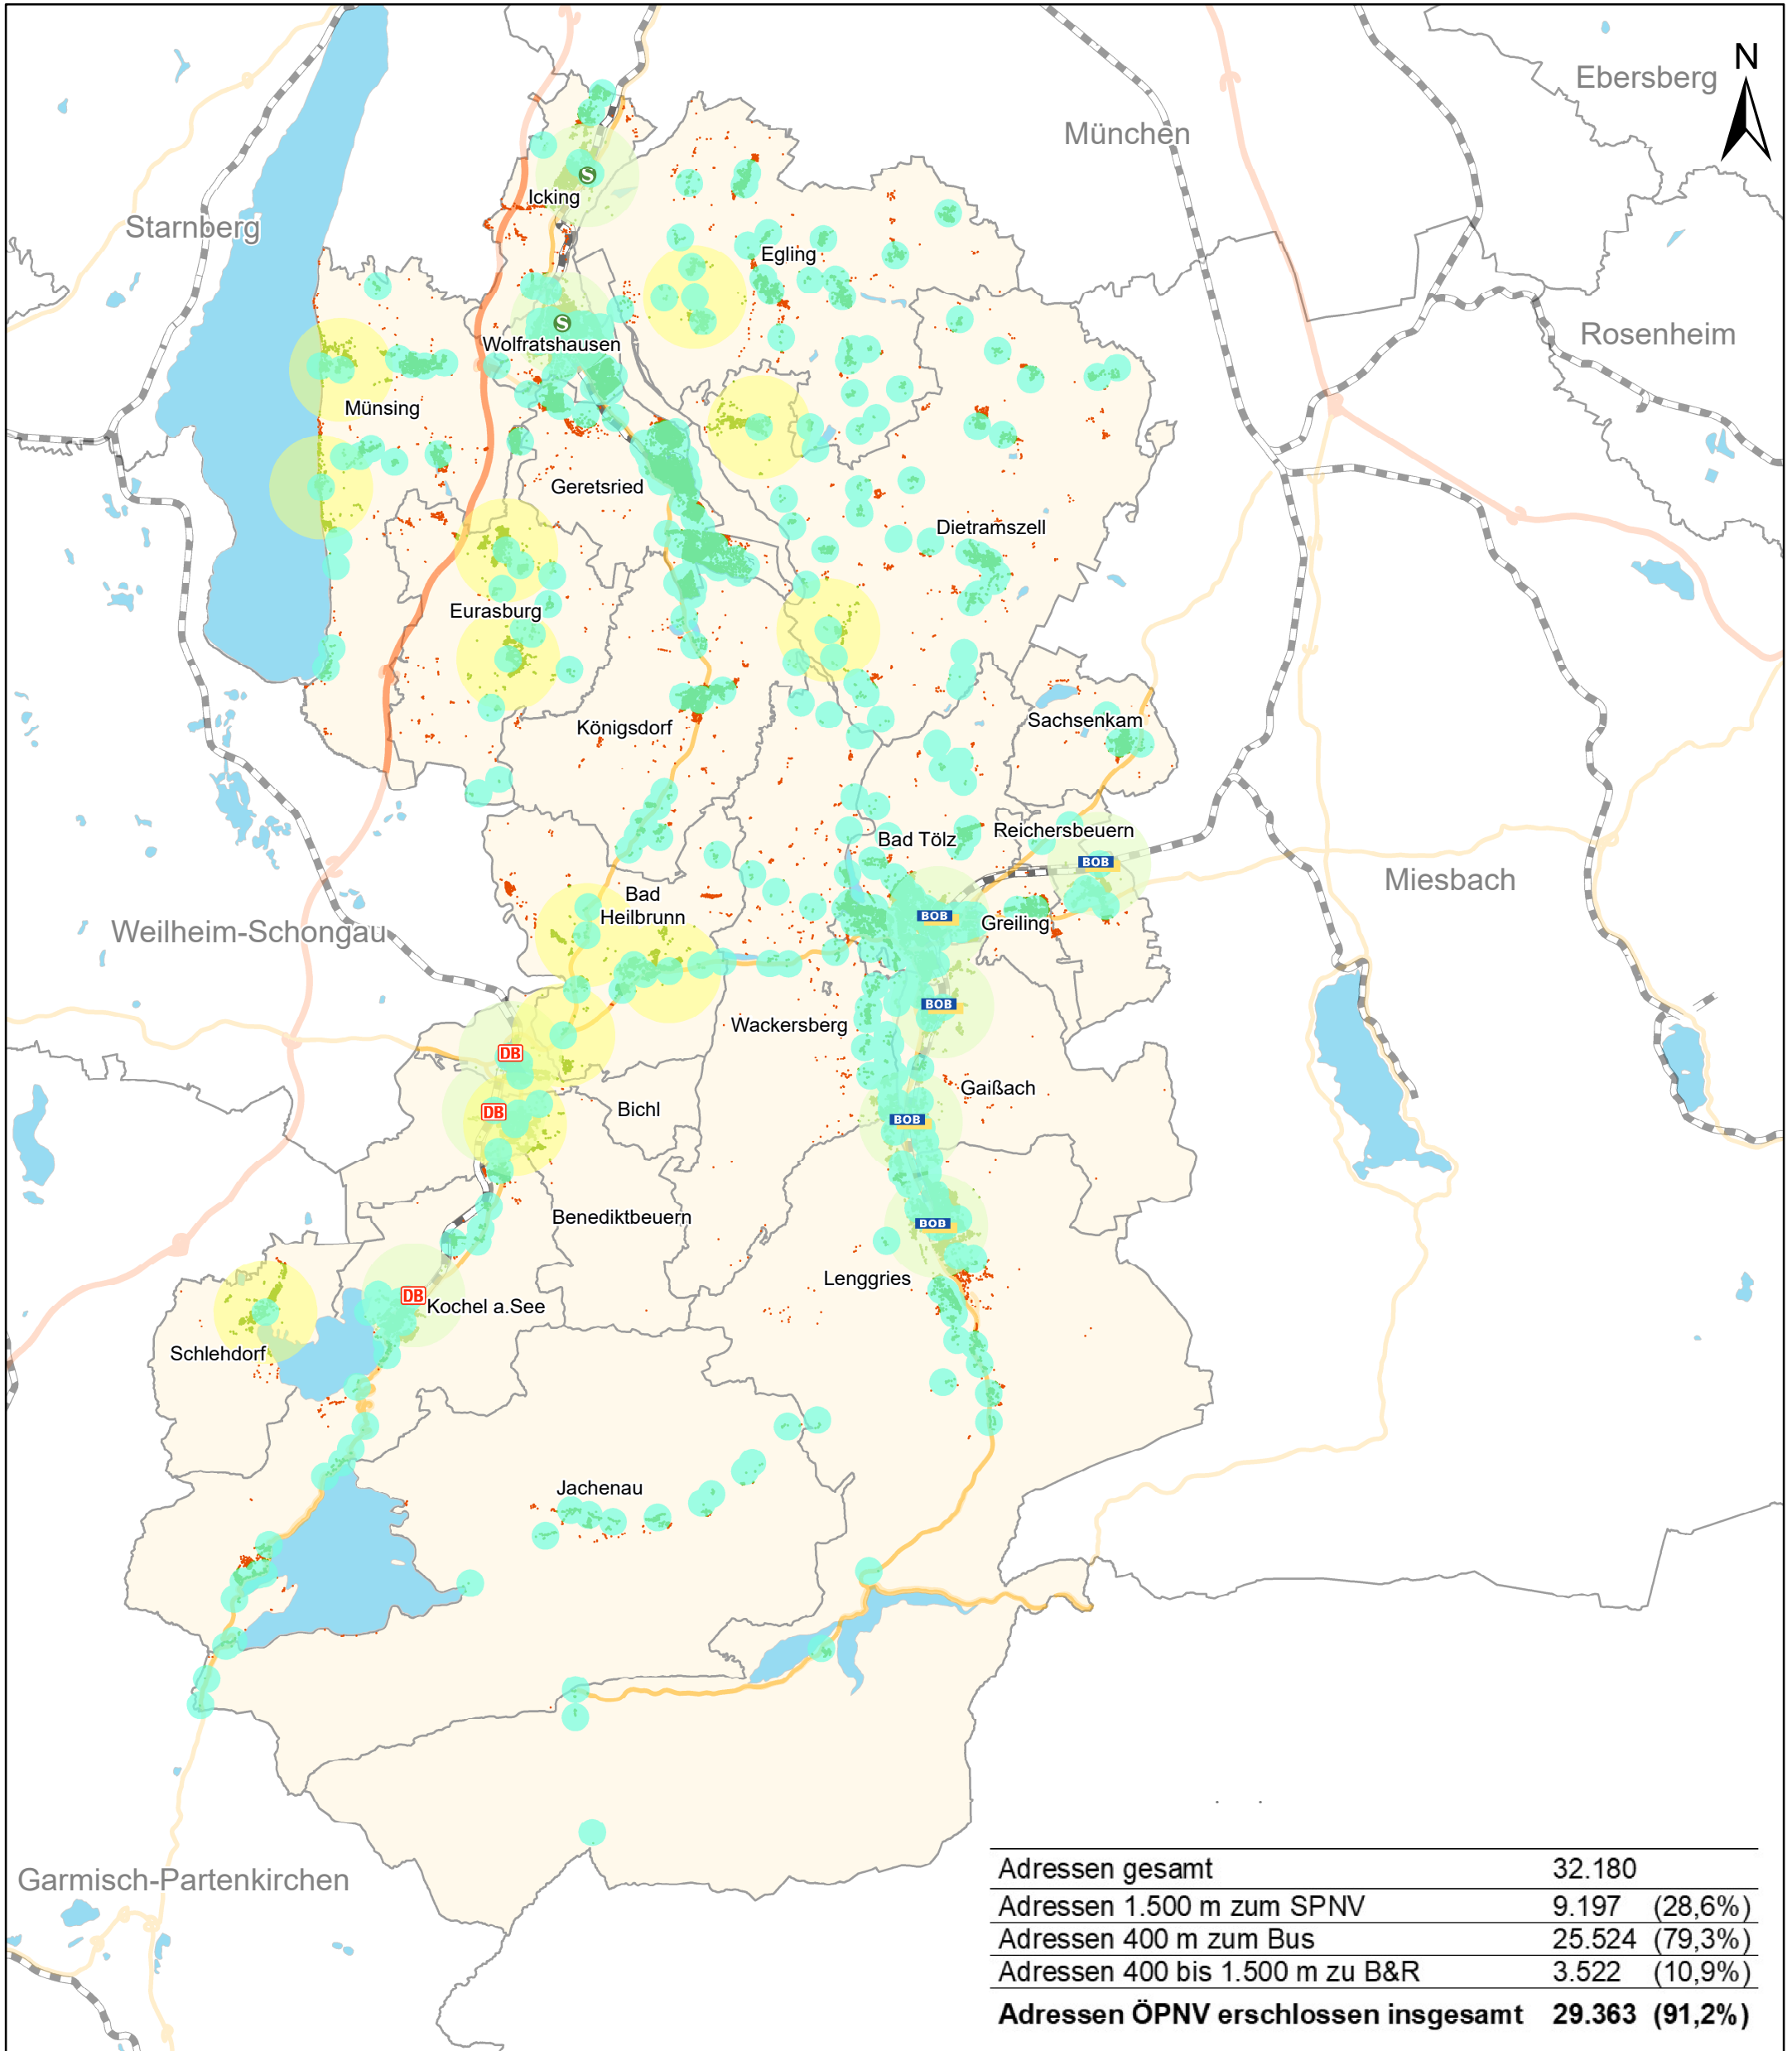 N
Ebersberg
München
Icking
S
Starnberg
Egling
Rosenheim
S
Wolfratshausen
Münsing
Geretsried
Dietramszell
Eurasburg
Sachsenkam
Königsdorf
Reichersbeuern
Bad Tölz
BOB
Miesbach
Bad
Heilbrunn
BOB
Greiling
Weilheim-Schongau
BOB
Wackersberg
DB
Gaißach
DB
Bichl
BOB
Benediktbeuern
BOB
Lenggries
DB
Kochel a.See
Schlehdorf
Jachenau
Garmisch-Partenkirchen
Adressen gesamt 32.180
Adressen 1.500 m zum SPNV 9.197 (28,6%)
Adressen 400 m zum Bus 25.524 (79,3%)
Adressen 400 bis 1.500 m zu B&R 3.522 (10,9%)
Adressen ÖPNV erschlossen insgesamt 29.363 (91,2%)